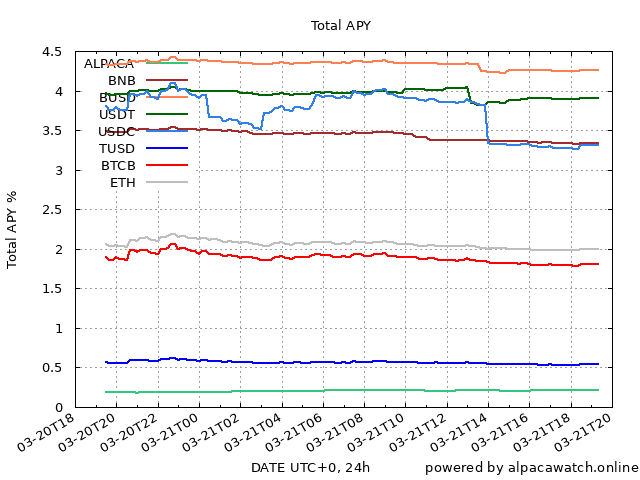 Total APY
Total APY %
4.5
4
3.5
3
2.5
2
1.5
1
0.5
0
ALPACA
BNB
BUSD
USDT
USDC
TUSD
BTCB
ETH
03-20T18
03-20T20
03-20T22
03-21T00
03-21T02
03-21T04
03-21T06
03-21T08
03-21T10
03-21T12
03-21T14
03-21T16
03-21T18
03-21T20
DATE UTC+0, 24h
powered by alpacawatch.online